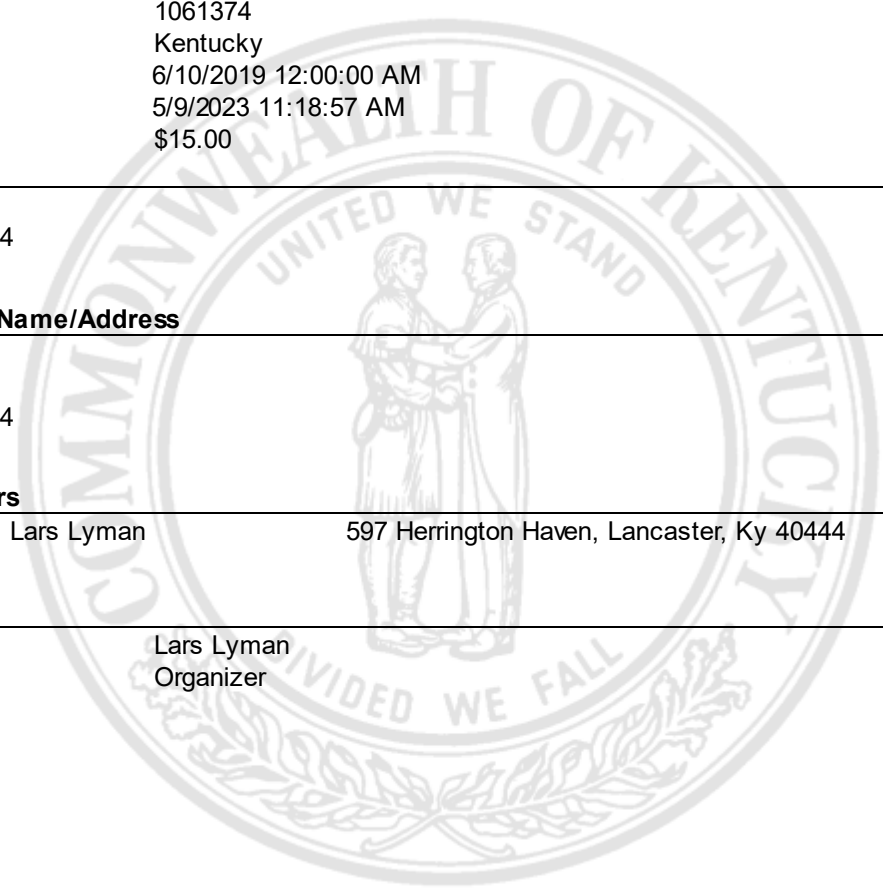 1061374
Kentucky
6/10/2019 12:00:00 AM
5/9/2023 11:18:57 AM
$15.00
COMMONWEALTH OF KENTUCKY
UNITED WE STAND
4
Name/Address
4
rs
Lars Lyman 597 Herrington Haven, Lancaster, Ky 40444
Lars Lyman
Organizer
DIVIDED WE FALL